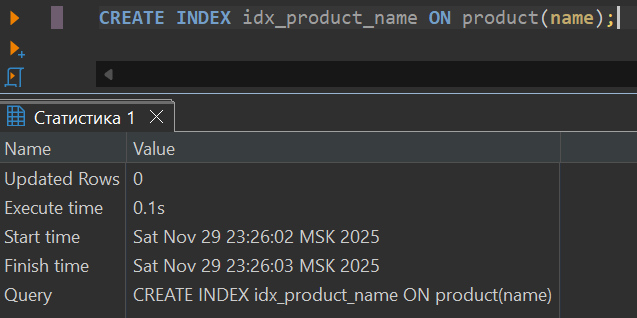 CREATE INDEX idx_product_name ON product(name);
Статистика 1
Name Value
Updated Rows 0
Execute time 0.1s
Start time Sat Nov 29 23:26:02 MSK 2025
Finish time Sat Nov 29 23:26:03 MSK 2025
Query CREATE INDEX idx_product_name ON product(name)